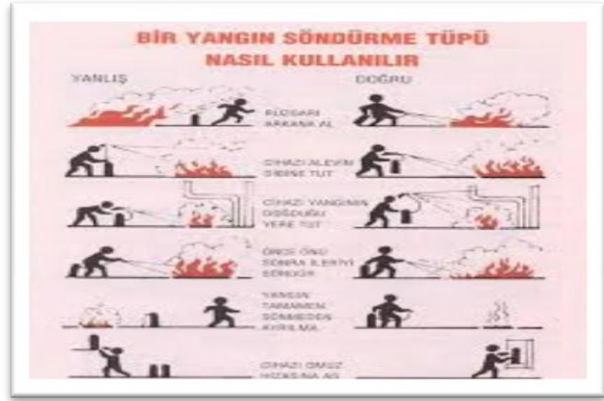 BİR YANGIN SÖNDÜRME TÜPÜ
NASIL KULLANILIR
YANLIŞ
DOĞRU
RÜZGARI
ARKANA AL
CİHAZI ALEVİN
DİBİNE TUT
CİHAZI YANGININ
DOĞDUĞU
YERE TUT
ÖNCE ÖNÜ
SONRA İLERİYİ
SÖNDÜR
YANGIN
TAMAMEN
SÖNMEDEN
AYRILMA
CİHAZI OMUZ
HİZASINA AS